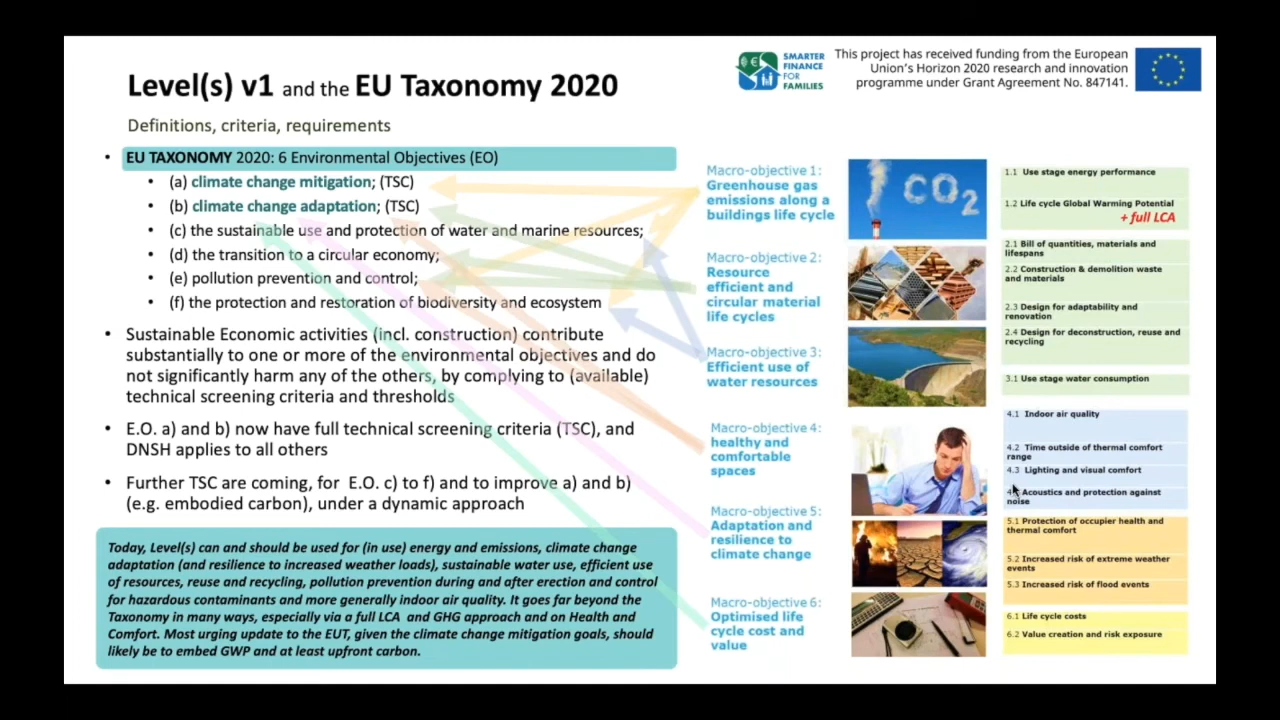 Level(s) v1 and the EU Taxonomy 2020
SMARTER
FINANCE
FOR
FAMILIES
This project has received funding from the European
Union's Horizon 2020 research and innovation
programme under Grant Agreement No. 847141.
Definitions, criteria, requirements
• EU TAXONOMY 2020: 6 Environmental Objectives (EO)
• (a) climate change mitigation; (TSC)
• (b) climate change adaptation; (TSC)
• (c) the sustainable use and protection of water and marine resources;
• (d) the transition to a circular economy;
• (e) pollution prevention and control;
• (f) the protection and restoration of biodiversity and ecosystem
• Sustainable Economic activities (incl. construction) contribute
substantially to one or more of the environmental objectives and do
not significantly harm any of the others, by complying to (available)
technical screening criteria and thresholds
• E.O. a) and b) now have full technical screening criteria (TSC), and
DNSH applies to all others
• Further TSC are coming, for E.O. c) to f) and to improve a) and b)
(e.g. embodied carbon), under a dynamic approach
Today, Level(s) can and should be used for (in use) energy and emissions, climate change
adaptation (and resilience to increased weather loads), sustainable water use, efficient use
of resources, reuse and recycling, pollution prevention during and after erection and control
for hazardous contaminants and more generally indoor air quality. It goes far beyond the
Taxonomy in many ways, especially via a full LCA and GHG approach and on Health and
Comfort. Most urging update to the EUT, given the climate change mitigation goals, should
likely be to embed GWP and at least upfront carbon.
Macro-objective 1:
Greenhouse gas
emissions along a
buildings life cycle
CO2
1.1 Use stage energy performance
1.2 Life cycle Global Warming Potential
+ full LCA
Macro-objective 2:
Resource
efficient and
circular material
life cycles
2.1 Bill of quantities, materials and
lifespans
2.2 Construction & demolition waste
and materials
2.3 Design for adaptability and
renovation
2.4 Design for deconstruction, reuse and
recycling
Macro-objective 3:
Efficient use of
water resources
3.1 Use stage water consumption
Macro-objective 4:
healthy and
comfortable
spaces
4.1 Indoor air quality
4.2 Time outside of thermal comfort
range
4.3 Lighting and visual comfort
Acoustics and protection against
noise
Macro-objective 5:
Adaptation and
resilience to
climate change
5.1 Protection of occupier health and
thermal comfort
5.2 Increased risk of extreme weather
events
5.3 Increased risk of flood events
Macro-objective 6:
Optimised life
cycle cost and
value
6.1 Life cycle costs
6.2 Value creation and risk exposure